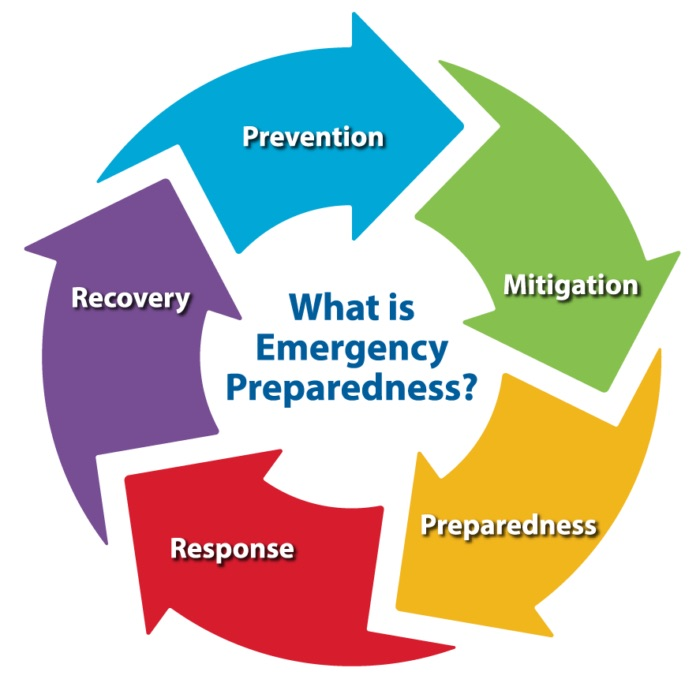 Prevention
Mitigation
Recovery
What is
Emergency
Preparedness?
Preparedness
Response